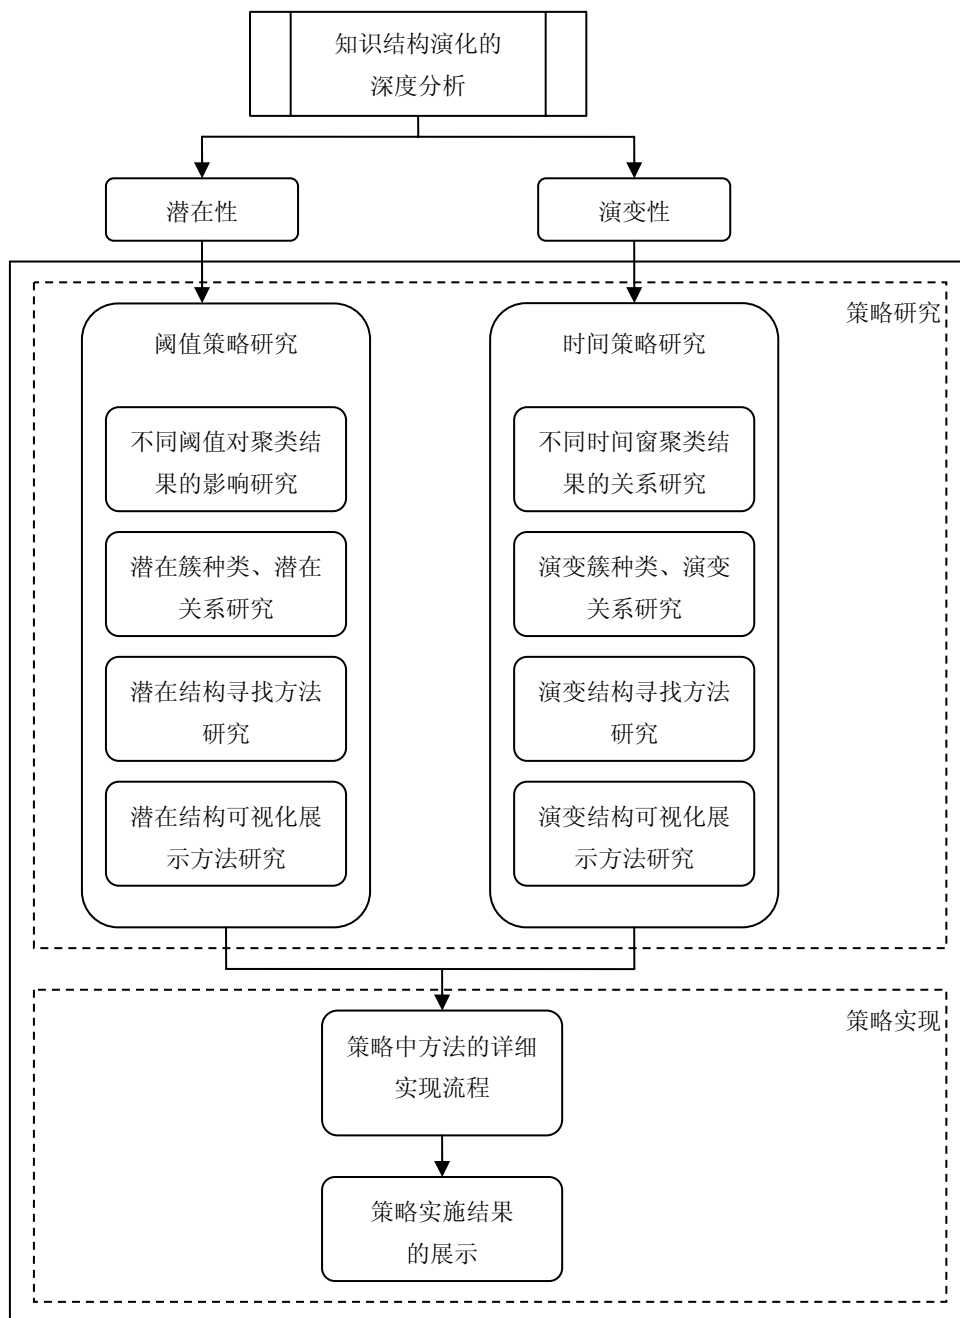 知识结构演化的
深度分析
潜在性
演变性
策略研究
阈值策略研究
不同阈值对聚类结
果的影响研究
潜在簇种类、潜在
关系研究
潜在结构寻找方法
研究
潜在结构可视化展
示方法研究
时间策略研究
不同时间窗聚类结
果的关系研究
演变簇种类、演变
关系研究
演变结构寻找方法
研究
演变结构可视化展
示方法研究
策略实现
策略中方法的详细
实现流程
策略实施结果
的展示